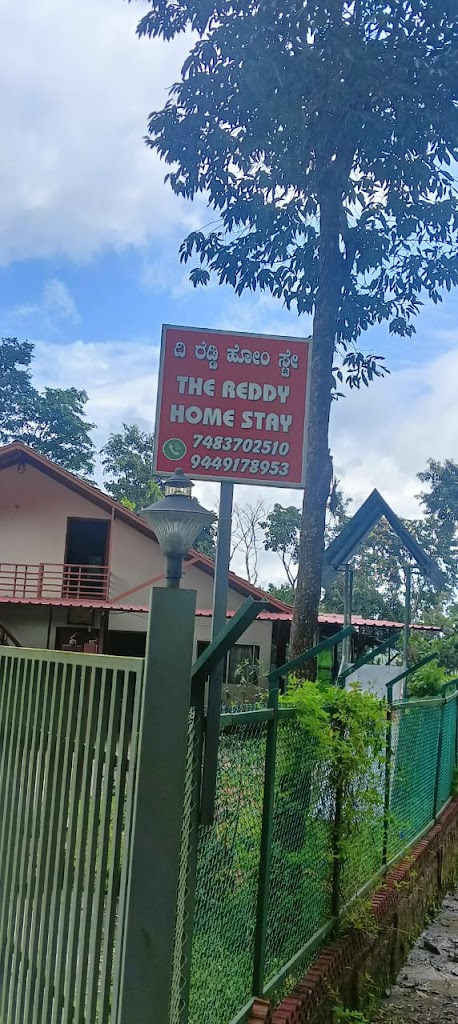 ದಿ ರೆಡ್ಡಿ ಹೋಂ ಸ್ಟೇ
THE REDDY
HOME STAY
7483702510
9449178953